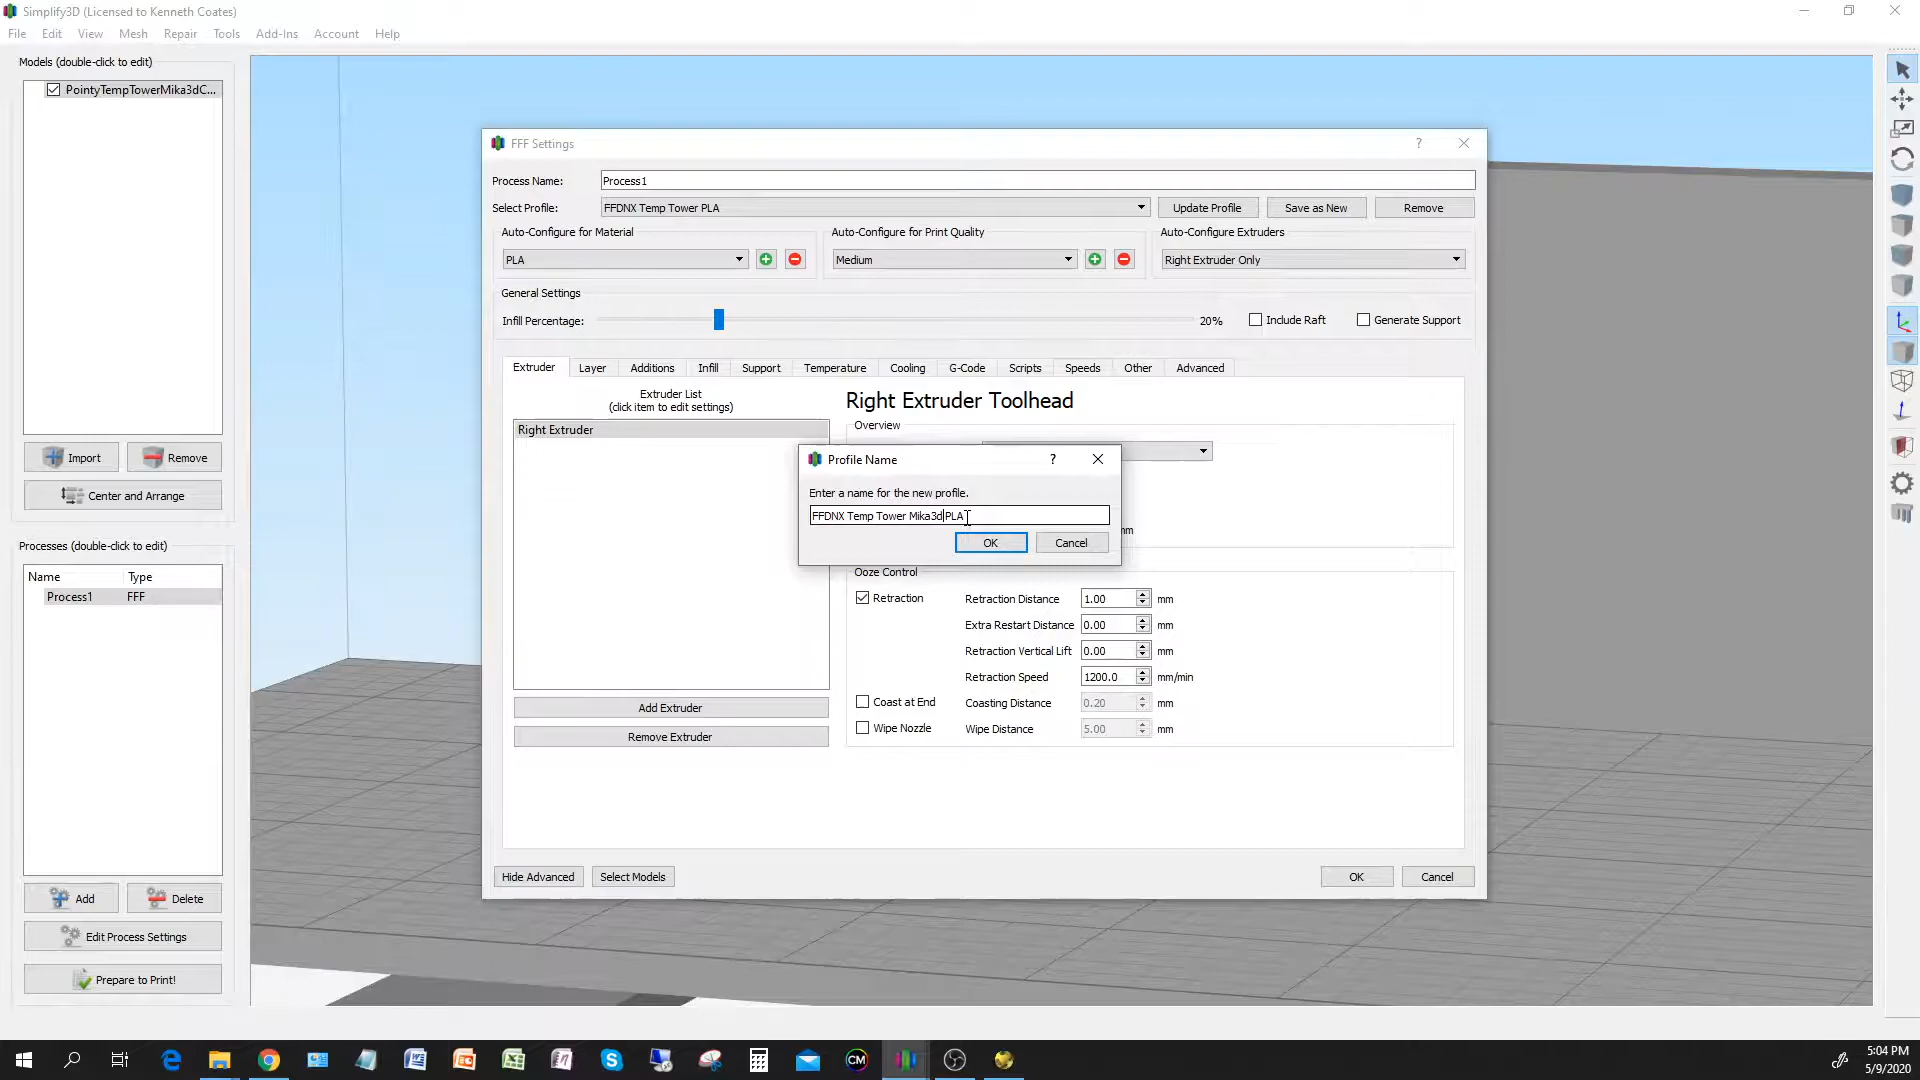 Simplify3D (Licensed to Kenneth Coates)
File Edit View Mesh Repair Tools Add-Ins Account Help
Models (double-click to edit)
PointyTempTowerMika3dC...
Import
Remove
Center and Arrange
Processes (double-click to edit)
Name Type
Process1 FFF
Add
Delete
Edit Process Settings
Prepare to Print!
FFF Settings
?
Process Name: Process1
Select Profile: FFDNX Temp Tower PLA Update Profile Save as New Remove
Auto-Configure for Material Auto-Configure for Print Quality Auto-Configure Extruders
PLA Medium Right Extruder Only
General Settings
Infill Percentage: 20% Include Raft Generate Support
Extruder Layer Additions Infill Support Temperature Cooling G-Code Scripts Speeds Other Advanced
Extruder List
(click item to edit settings)
Right Extruder
Add Extruder
Remove Extruder
Right Extruder Toolhead
Overview
Profile Name ?
Enter a name for the new profile.
FFDNX Temp Tower Mika3d PLA
OK Cancel
mm
Ooze Control
Retraction Retraction Distance 1.00 mm
Extra Restart Distance 0.00 mm
Retraction Vertical Lift 0.00 mm
Retraction Speed 1200.0 mm/min
Coast at End Coasting Distance 0.20 mm
Wipe Nozzle Wipe Distance 5.00 mm
Hide Advanced Select Models OK Cancel
CM
5:04 PM
5/9/2020